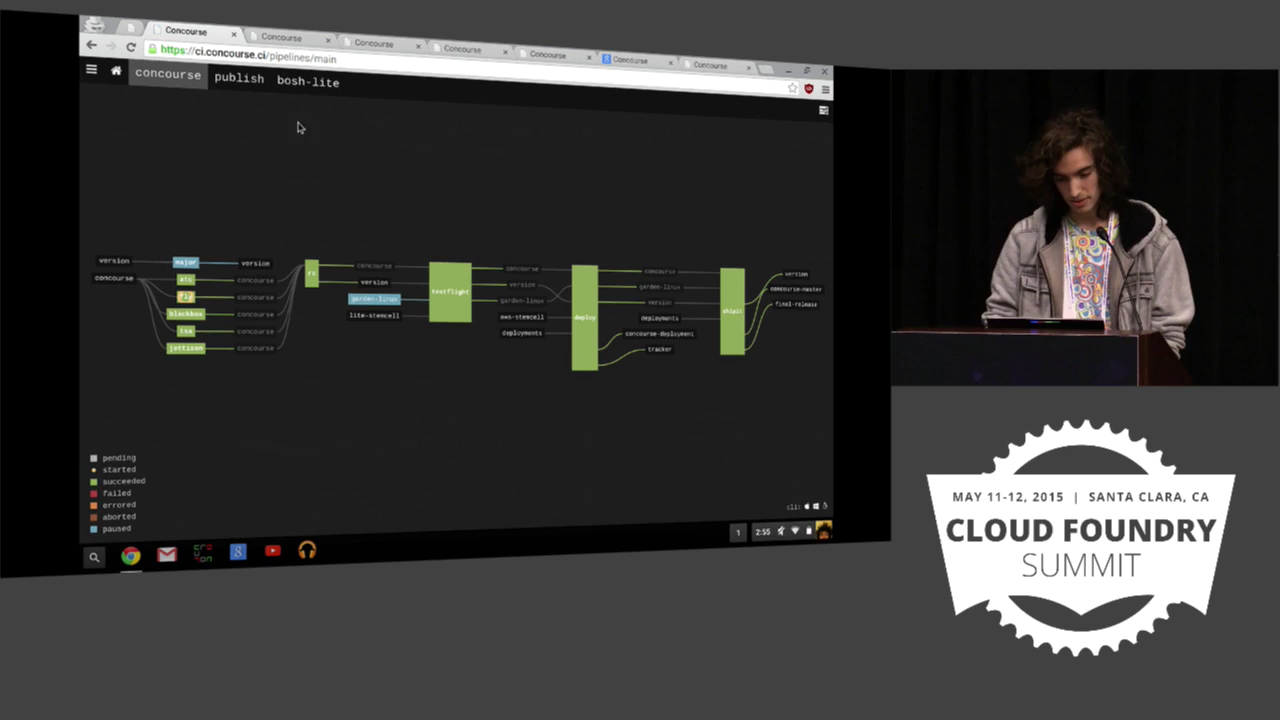 Concourse
Concourse
Concourse
Concourse
Concourse
Concourse
Concourse
https://ci.concourse.ci/pipelines/main
concourse publish bosh-lite
version major version
concourse atc concourse
fly concourse
blackbox concourse
tsa concourse
jettison concourse
rc
concourse
version
garden-linux
lite-stemcell
testflight
concourse
version
garden-linux
aws-stemcell
deployments
deploy
concourse
garden-linux
version
deployments
concourse-deployment
tracker
shipit
version
concourse-master
final-release
pending
started
succeeded
failed
errored
aborted
paused
cli:
1 2:55
MAY 11-12, 2015 | SANTA CLARA, CA
CLOUD FOUNDRY
SUMMIT